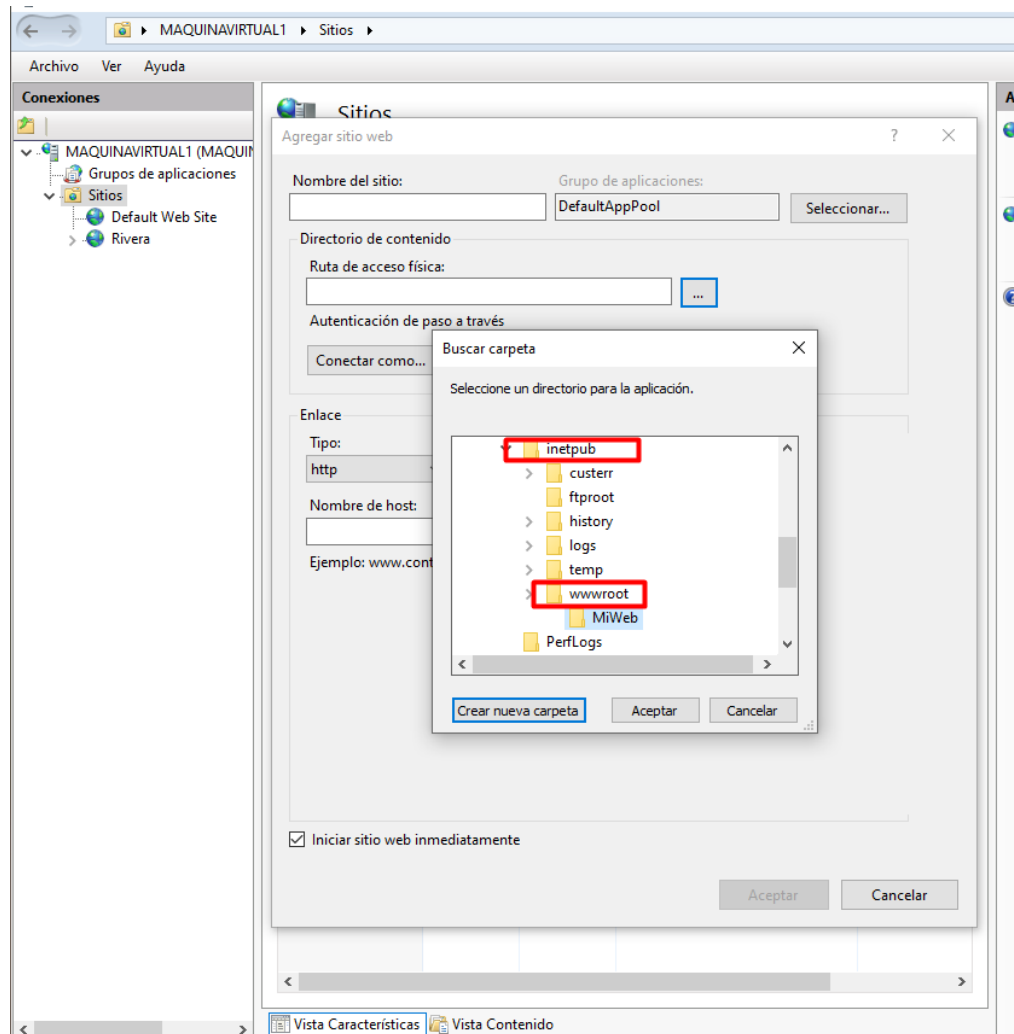 MAQUINAVIRTUAL1 Sitios
Archivo Ver Ayuda
Conexiones
MAQUINAVIRTUAL1 (MAQUIN
Grupos de aplicaciones
Sitios
Default Web Site
Rivera
Sitios
Agregar sitio web ?
Nombre del sitio: Grupo de aplicaciones:
DefaultAppPool Seleccionar...
Directorio de contenido
Ruta de acceso física:
...
Autenticación de paso a través
Conectar como...
Enlace
Tipo:
http
Nombre de host:
Ejemplo: www.cont
Buscar carpeta
Seleccione un directorio para la aplicación.
inetpub
custerr
ftproot
history
logs
temp
wwwroot
MiWeb
PerfLogs
Crear nueva carpeta Aceptar Cancelar
Iniciar sitio web inmediatamente
Aceptar Cancelar
Vista Características Vista Contenido